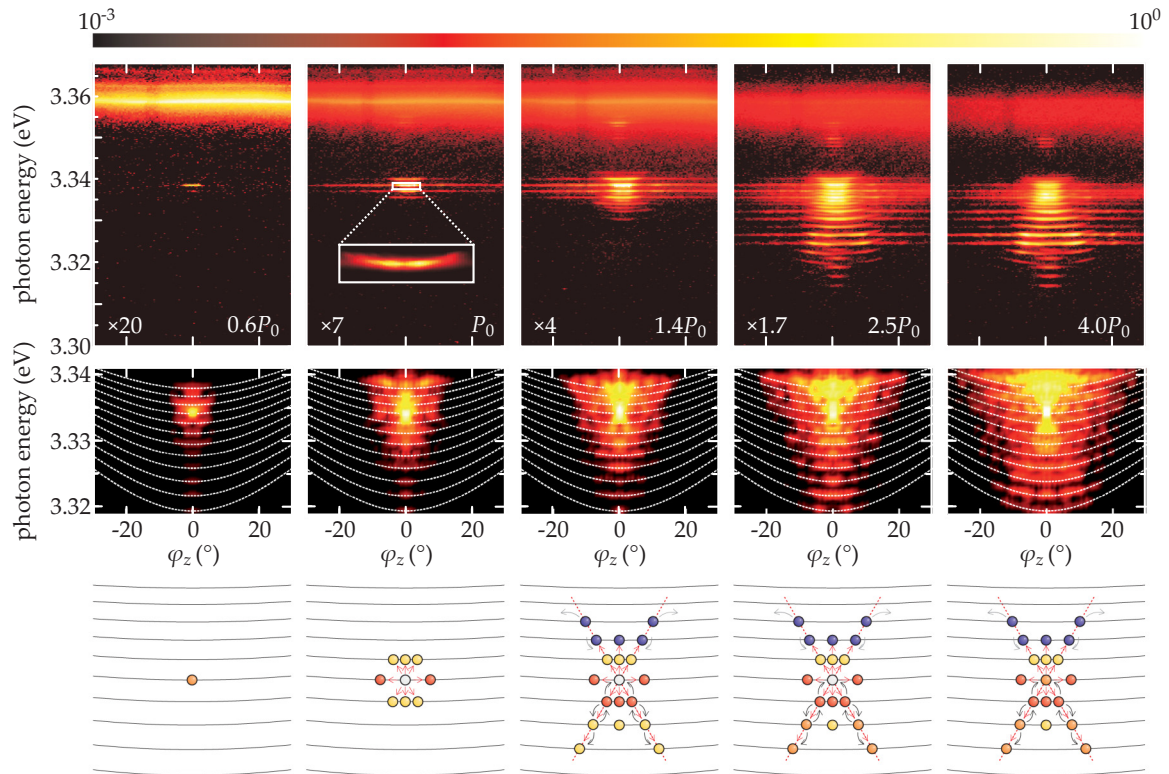 10⁻³ 10⁰
photon energy (eV)
3.36
3.34
3.32
3.30
×20 0.6P₀
×7 P₀
×4 1.4P₀
×1.7 2.5P₀
4.0P₀
photon energy (eV)
3.34
3.33
3.32
-20 0 20 -20 0 20 -20 0 20 -20 0 20 -20 0 20
φz (°) φz (°) φz (°) φz (°) φz (°)